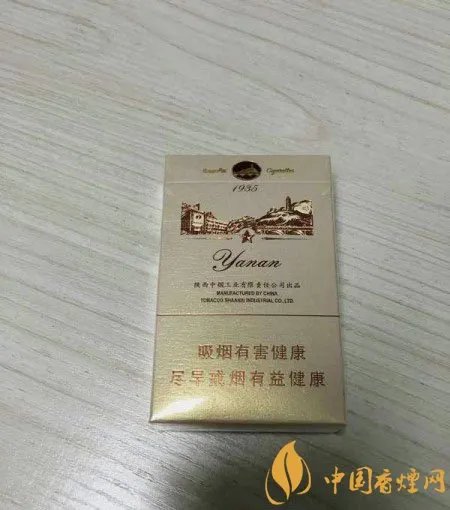 Cigarettes
1935
Yanan
陕西中烟工业有限责任公司出品
MANUFACTURED BY CHINA
TOBACCO SHAANXI INDUSTRIAL CO.,LTD.
吸烟有害健康
尽早戒烟有益健康
中国香烟网